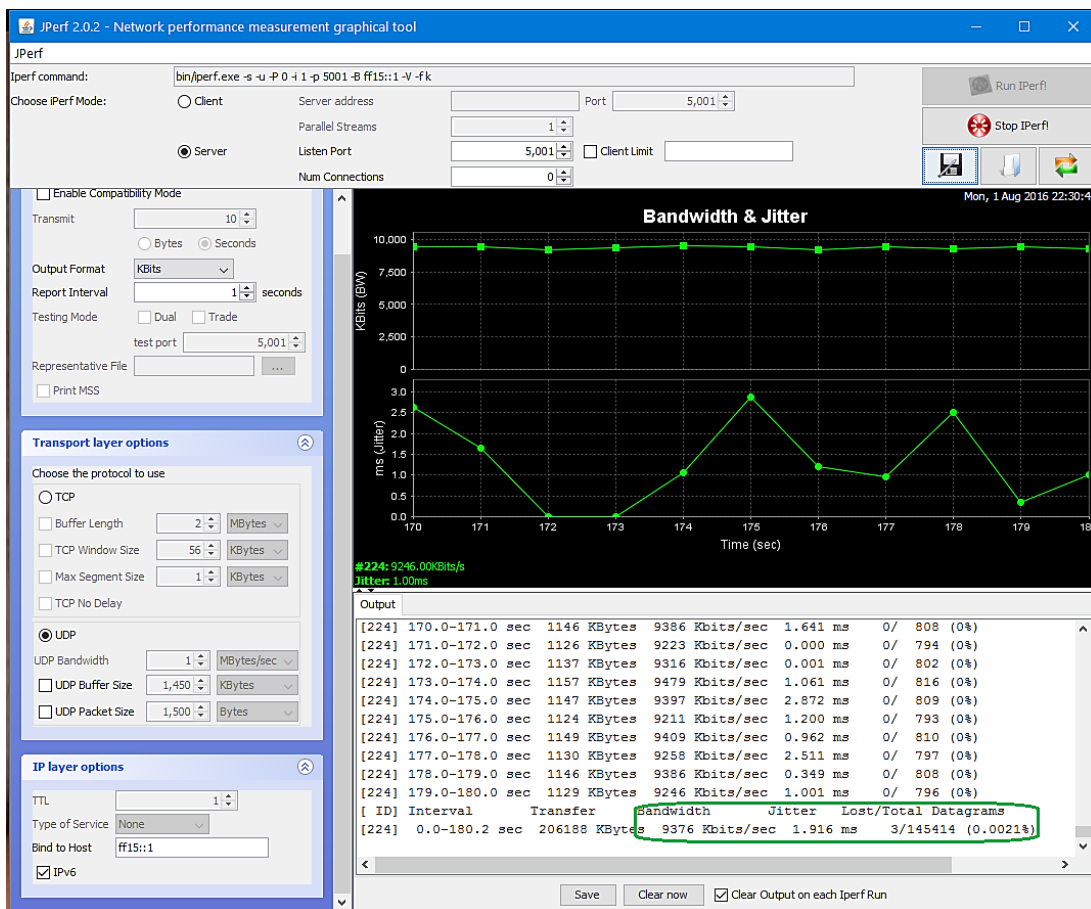 JPerf 2.0.2 - Network performance measurement graphical tool
JPerf
Iperf command: bin/iperf.exe -s -u -P 0 -i 1 -p 5001 -B ff15::1 -V -f k
Run IPerf!
Choose iPerf Mode: Client Server address Port 5,001
Parallel Streams 1
Stop IPerf!
Server Listen Port 5,001 Client Limit
Num Connections 0
Enable Compatibility Mode
Transmit 10
Bytes Seconds
Output Format KBits
Report Interval 1 seconds
Testing Mode Dual Trade
test port 5,001
Representative File ...
Print MSS
Transport layer options
Choose the protocol to use
TCP
Buffer Length 2 MBytes
TCP Window Size 56 KBytes
Max Segment Size 1 KBytes
TCP No Delay
UDP
UDP Bandwidth 1 MBytes/sec
UDP Buffer Size 1,450 KBytes
UDP Packet Size 1,500 Bytes
IP layer options
TTL 1
Type of Service None
Bind to Host ff15::1
IPv6
Mon, 1 Aug 2016 22:30:4
Bandwidth & Jitter
KBits (BW)
10,000
7,500
5,000
2,500
0
ms (Jitter)
3.0
2.5
2.0
1.5
1.0
0.5
0.0
170 171 172 173 174 175 176 177 178 179 18
Time (sec)
#224: 9246.00KBits/s
Jitter: 1.00ms
Output
[224] 170.0-171.0 sec 1146 KBytes 9386 Kbits/sec 1.641 ms 0/ 808 (0%)
[224] 171.0-172.0 sec 1126 KBytes 9223 Kbits/sec 0.000 ms 0/ 794 (0%)
[224] 172.0-173.0 sec 1137 KBytes 9316 Kbits/sec 0.001 ms 0/ 802 (0%)
[224] 173.0-174.0 sec 1157 KBytes 9479 Kbits/sec 1.061 ms 0/ 816 (0%)
[224] 174.0-175.0 sec 1147 KBytes 9397 Kbits/sec 2.872 ms 0/ 809 (0%)
[224] 175.0-176.0 sec 1124 KBytes 9211 Kbits/sec 1.200 ms 0/ 793 (0%)
[224] 176.0-177.0 sec 1149 KBytes 9409 Kbits/sec 0.962 ms 0/ 810 (0%)
[224] 177.0-178.0 sec 1130 KBytes 9258 Kbits/sec 2.511 ms 0/ 797 (0%)
[224] 178.0-179.0 sec 1146 KBytes 9386 Kbits/sec 0.349 ms 0/ 808 (0%)
[224] 179.0-180.0 sec 1129 KBytes 9246 Kbits/sec 1.001 ms 0/ 796 (0%)
[ ID] Interval Transfer Bandwidth Jitter Lost/Total Datagrams
[224] 0.0-180.2 sec 206188 KBytes 9376 Kbits/sec 1.916 ms 3/145414 (0.0021%)
Save Clear now Clear Output on each Iperf Run